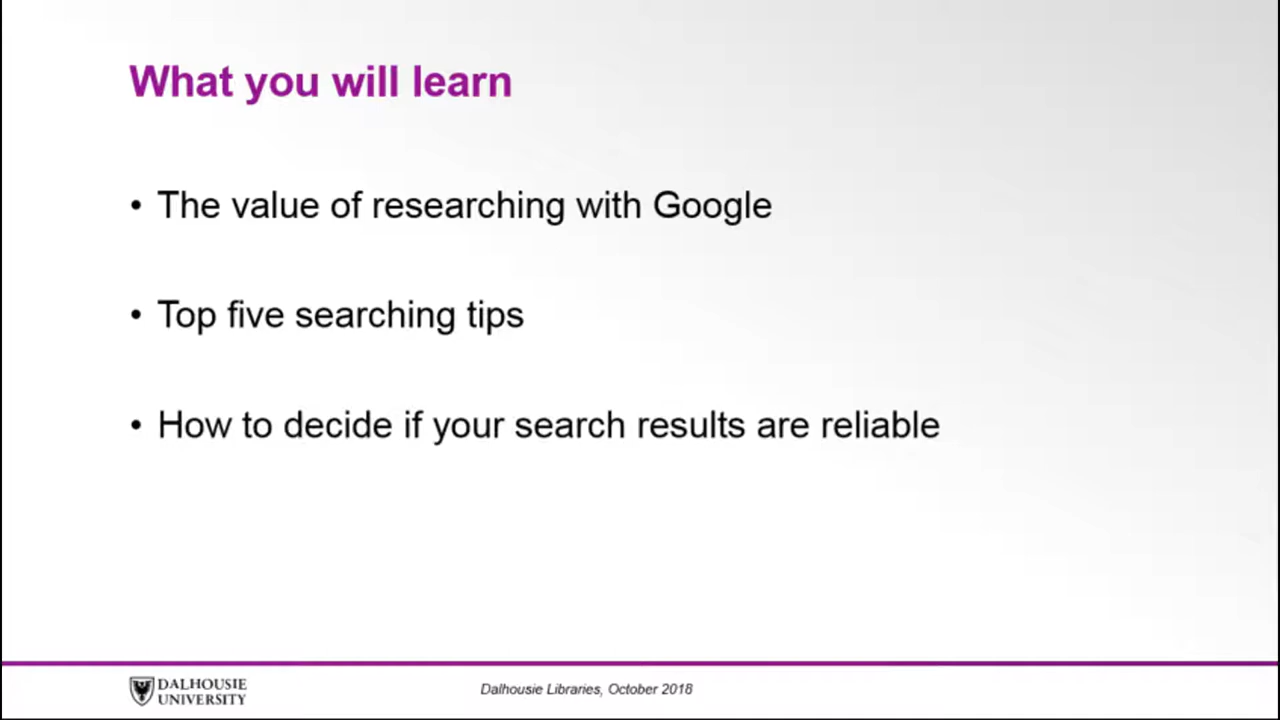 What you will learn
• The value of researching with Google
• Top five searching tips
• How to decide if your search results are reliable
DALHOUSIE
UNIVERSITY
Dalhousie Libraries, October 2018